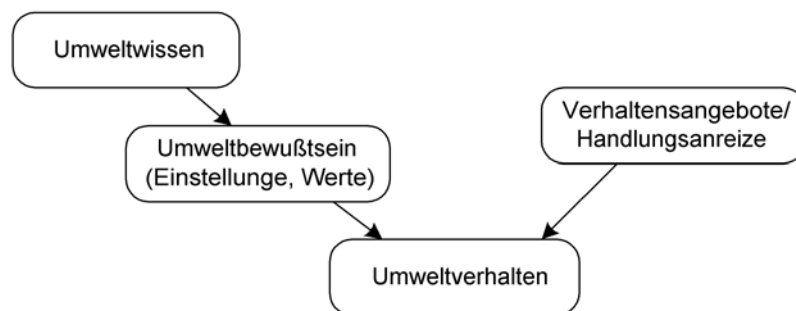 Umweltwissen
Umweltbewußtsein
(Einstellunge, Werte)
Verhaltensangebote/
Handlungsanreize
Umweltverhalten